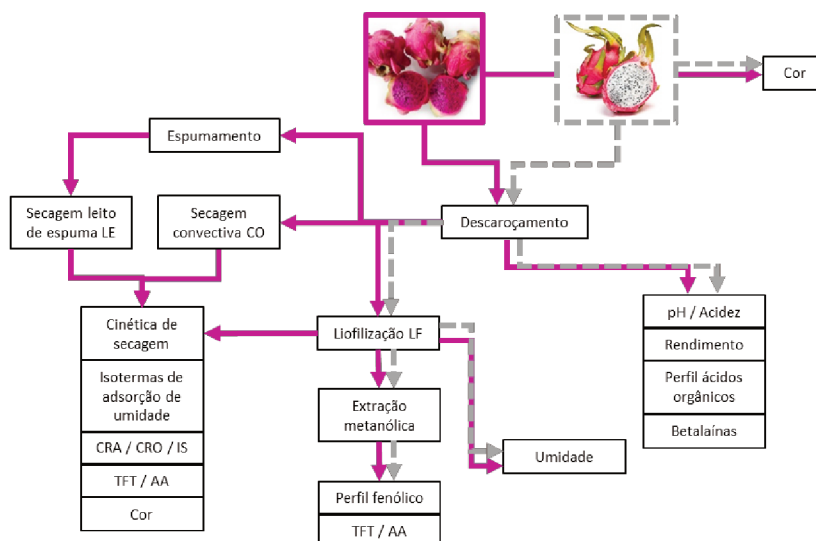 Cor
Espumamento
Secagem leito
de espuma LE
Secagem
convectiva CO
Descaroçamento
Cinética de
secagem
Isotermas de
adsorção de
umidade
CRA / CRO / IS
TFT / AA
Cor
Liofilização LF
Extração
metanólica
Perfil fenólico
TFT / AA
Umidade
pH / Acidez
Rendimento
Perfil ácidos
orgânicos
Betalaínas